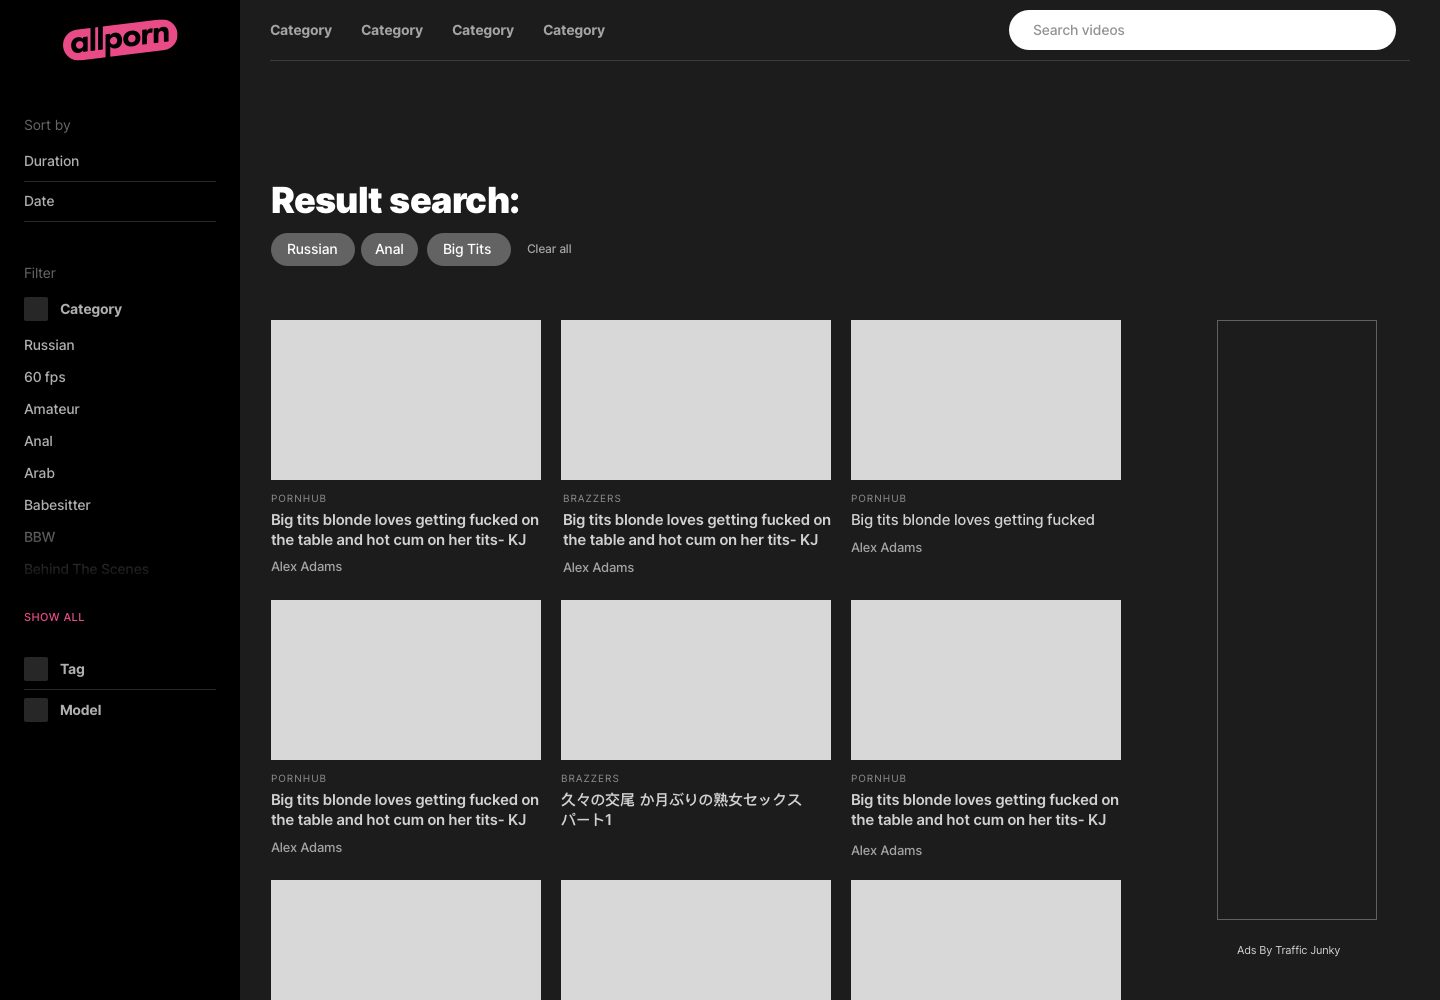 allporn
Category Category Category Category
Search videos
Sort by
Duration
Date
Filter
Category
Russian
60 fps
Amateur
Anal
Arab
Babesitter
BBW
Behind The Scenes
SHOW ALL
Tag
Model
Result search:
Russian Anal Big Tits Clear all
PORNHUB
Big tits blonde loves getting fucked on
the table and hot cum on her tits- KJ
Alex Adams
BRAZZERS
Big tits blonde loves getting fucked on
the table and hot cum on her tits- KJ
Alex Adams
PORNHUB
Big tits blonde loves getting fucked
Alex Adams
PORNHUB
Big tits blonde loves getting fucked on
the table and hot cum on her tits- KJ
Alex Adams
BRAZZERS
久々の交尾 か月ぶりの熟女セックス
パート1
PORNHUB
Big tits blonde loves getting fucked on
the table and hot cum on her tits- KJ
Alex Adams
Ads By Traffic Junky